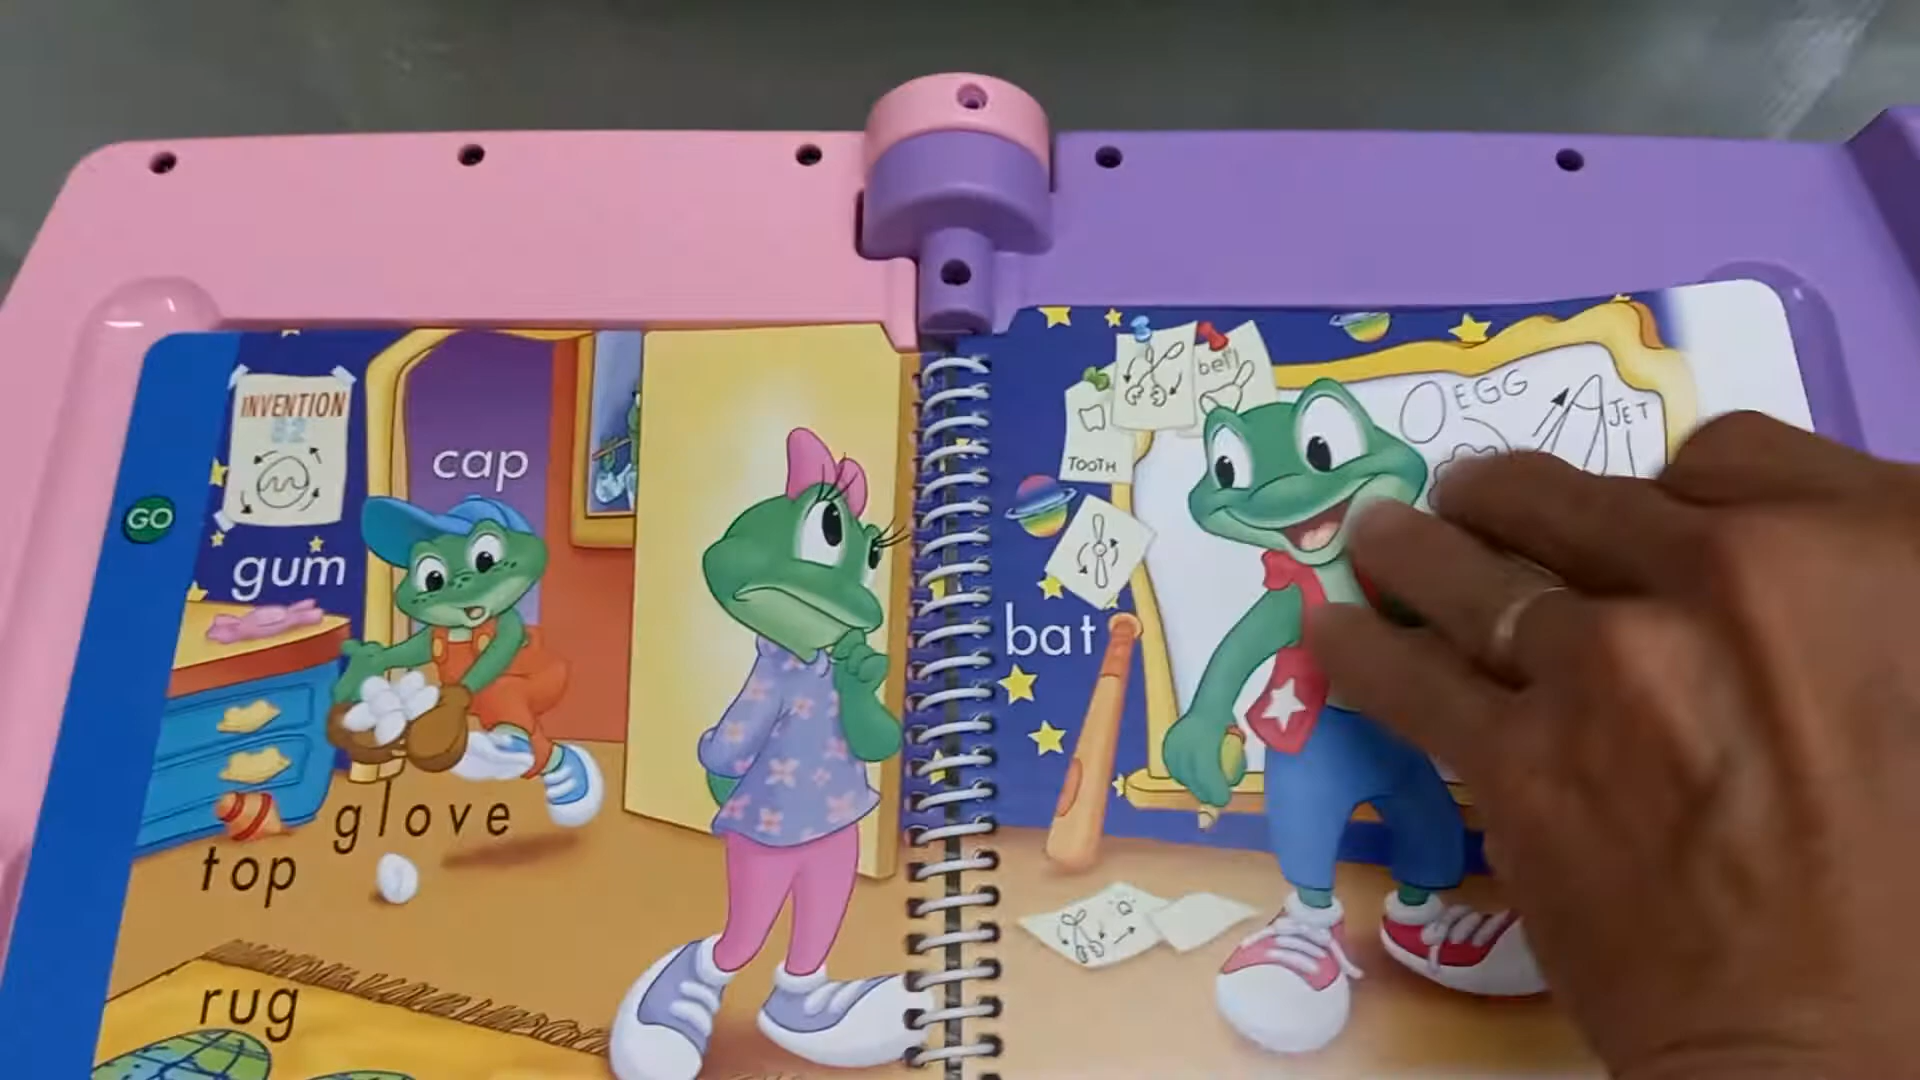 INVENTION
GO
cap
gum
glove
top
rug
bell
TOOTH
EGG
JET
bat